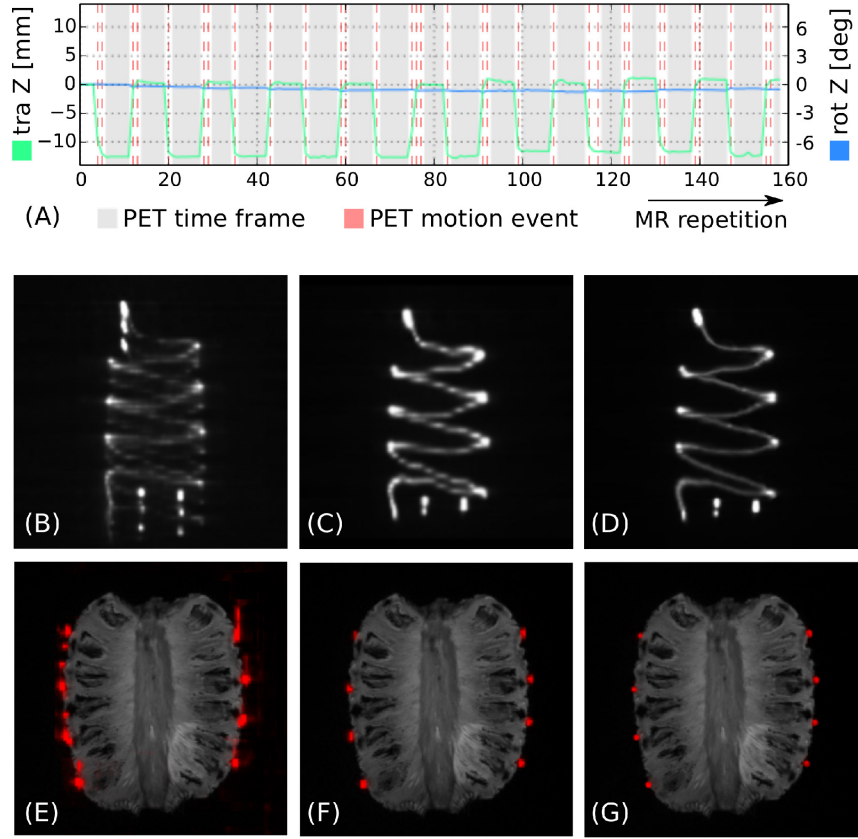 tra Z [mm]
10
5
0
−5
−10
6
3
0
-3
-6
rot Z [deg]
0 20 40 60 80 100 120 140 160
(A) PET time frame PET motion event MR repetition
(B) (C) (D)
(E) (F) (G)